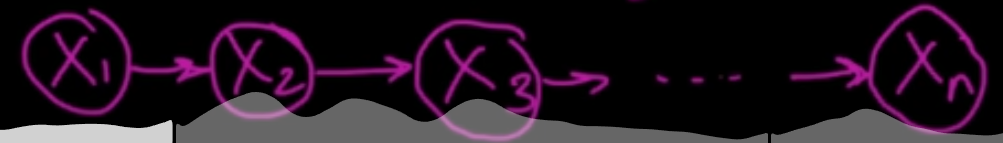 X₁ → X₂ → X₃ → - - - - → Xₙ